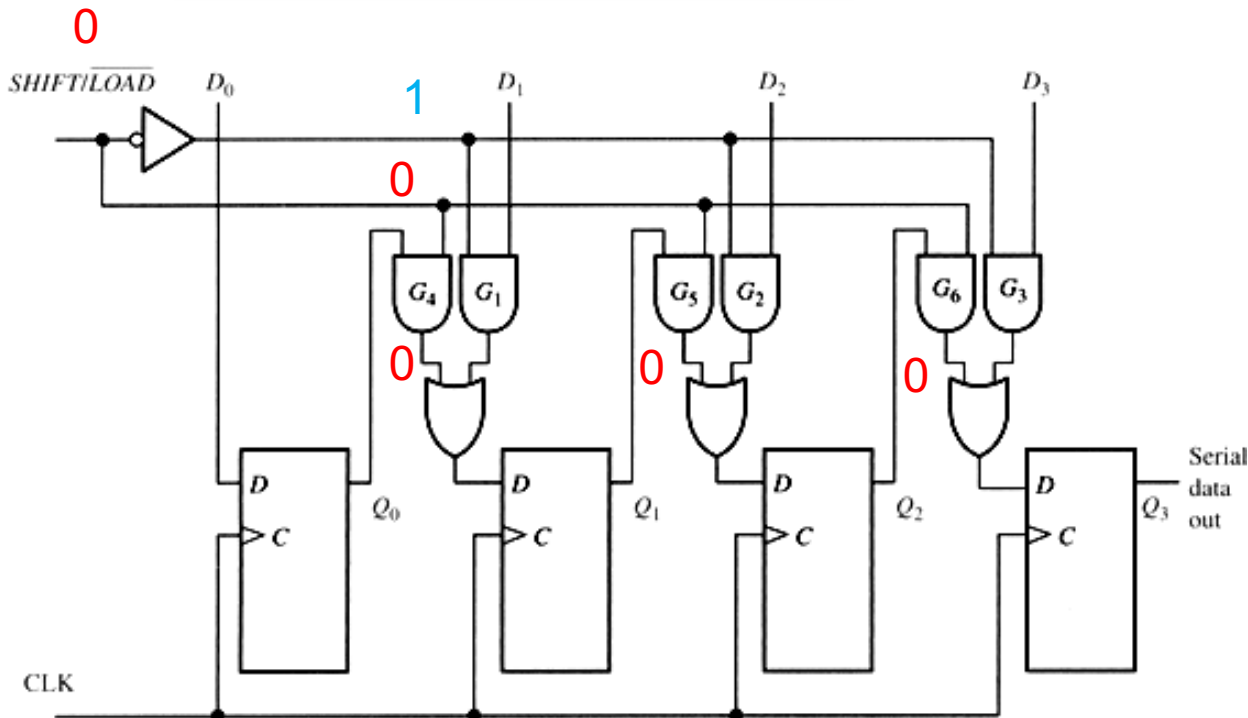 0
SHIFT/LOAD D₀ D₁ D₂ D₃
1
0
G₄ G₁ G₅ G₂ G₆ G₃
0 0 0
D Q₀ D Q₁ D Q₂ D Q₃
C C C C
Serial
data
out
CLK